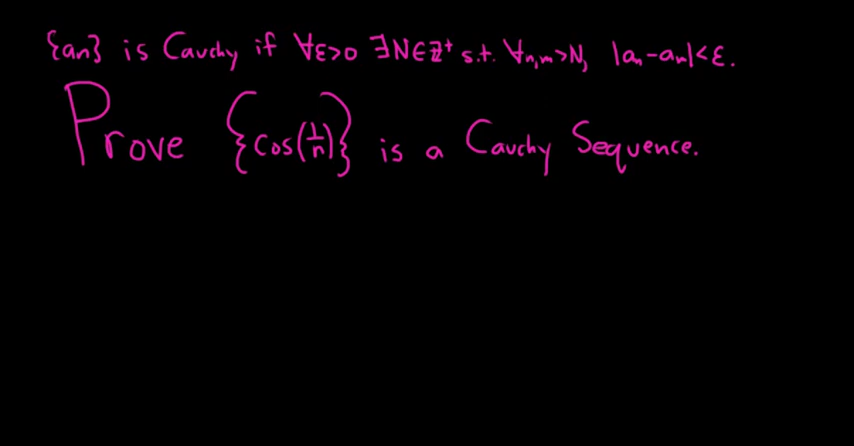 {an} is Cauchy if ∀ε>0 ∃N∈ℤ⁺ s.t. ∀n,m>N, |an-am|<ε.
Prove {cos(1/n)} is a Cauchy Sequence.